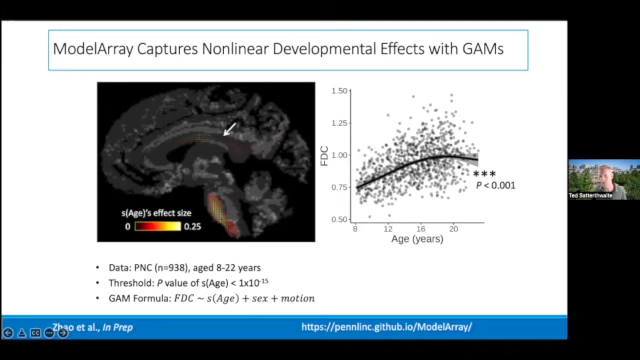 ModelArray Captures Nonlinear Developmental Effects with GAMs
s(Age)'s effect size
0 0.25
FDC
1.50
1.25
1.00
0.75
0.50
8 12 16 20
Age (years)
***
P < 0.001
• Data: PNC (n=938), aged 8-22 years
• Threshold: P value of s(Age) < 1x10⁻¹⁵
• GAM Formula: FDC ~ s(Age) + sex + motion
Zhao et al., In Prep
https://pennlinc.github.io/ModelArray/
Ted Satterthwaite